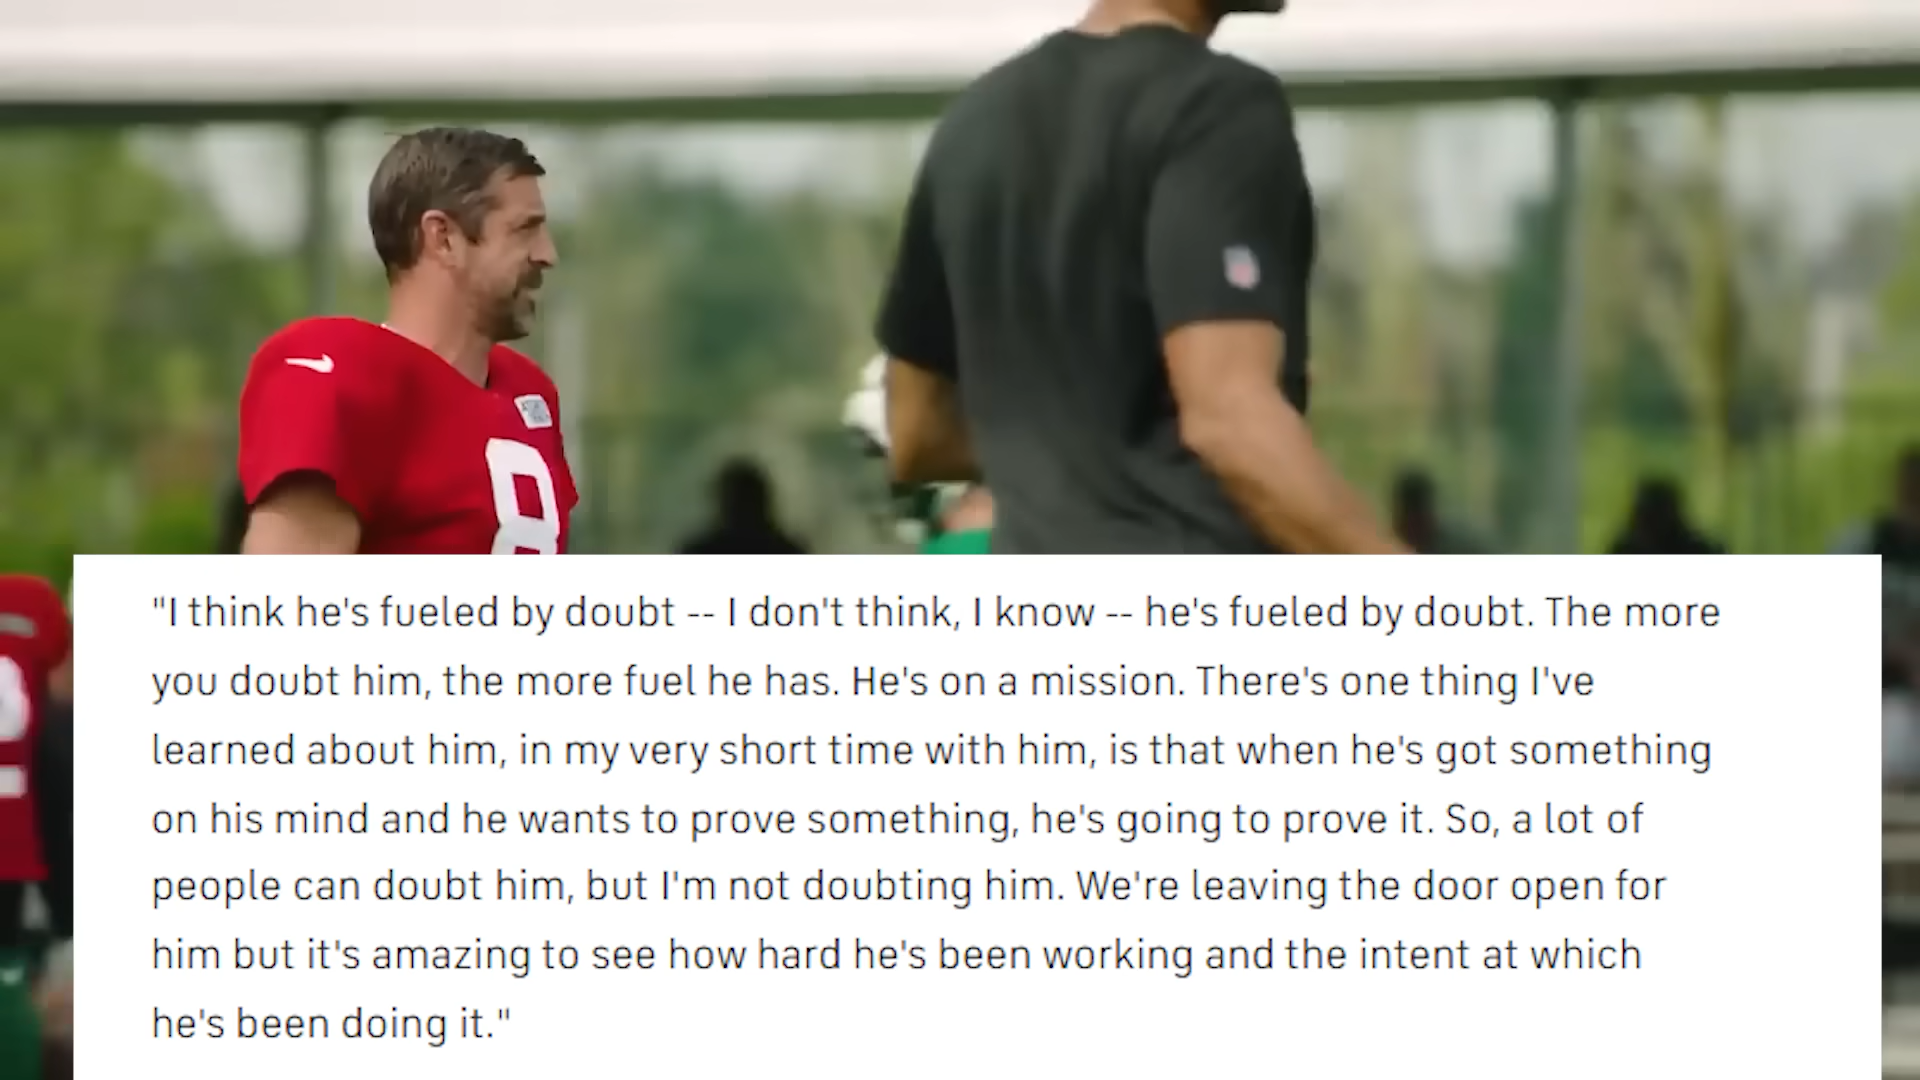 8
"I think he's fueled by doubt -- I don't think, I know -- he's fueled by doubt. The more
you doubt him, the more fuel he has. He's on a mission. There's one thing I've
learned about him, in my very short time with him, is that when he's got something
on his mind and he wants to prove something, he's going to prove it. So, a lot of
people can doubt him, but I'm not doubting him. We're leaving the door open for
him but it's amazing to see how hard he's been working and the intent at which
he's been doing it."